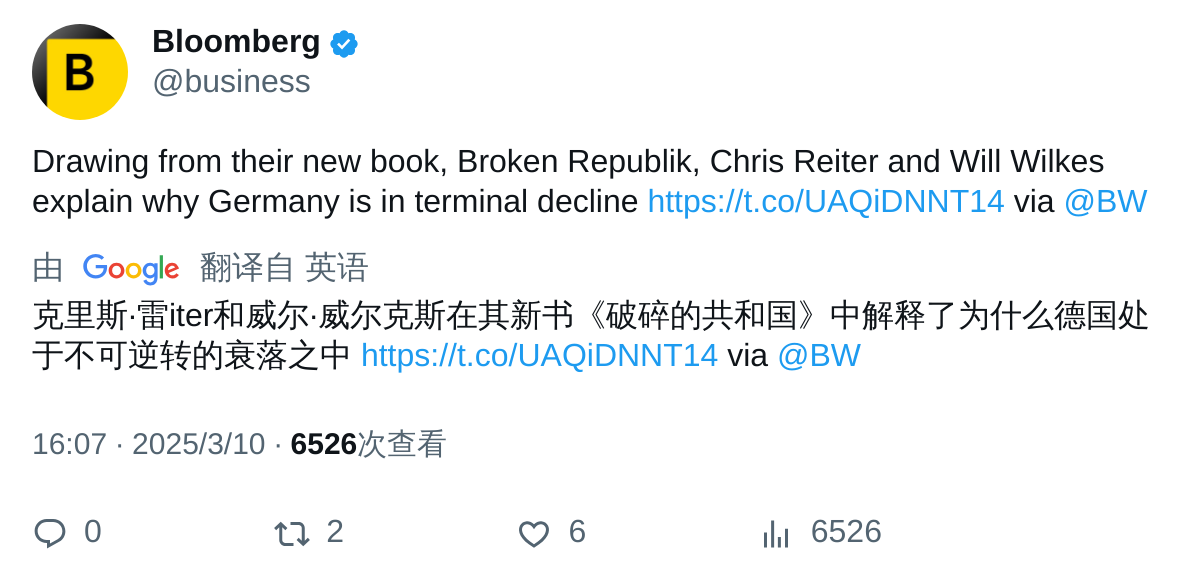 B
Bloomberg
@business
Drawing from their new book, Broken Republik, Chris Reiter and Will Wilkes
explain why Germany is in terminal decline https://t.co/UAQiDNNT14 via @BW
由 Google 翻译自 英语
克里斯·雷iter和威尔·威尔克斯在其新书《破碎的共和国》中解释了为什么德国处
于不可逆转的衰落之中 https://t.co/UAQiDNNT14 via @BW
16:07 · 2025/3/10 · 6526次查看
0 2 6 6526